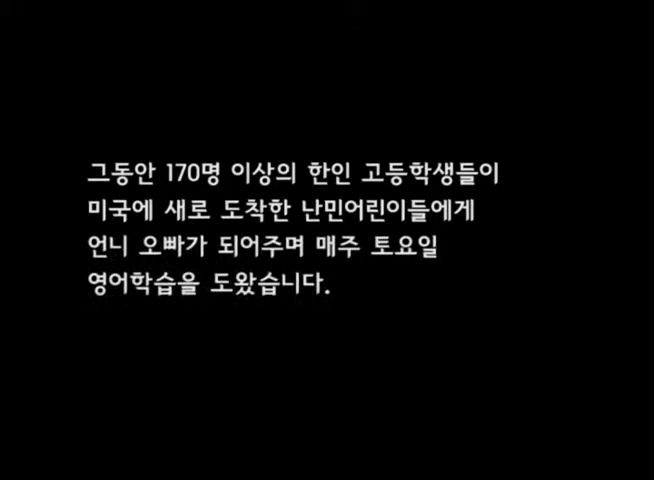 그동안 170명 이상의 한인 고등학생들이
미국에 새로 도착한 난민어린이들에게
언니 오빠가 되어주며 매주 토요일
영어학습을 도왔습니다.